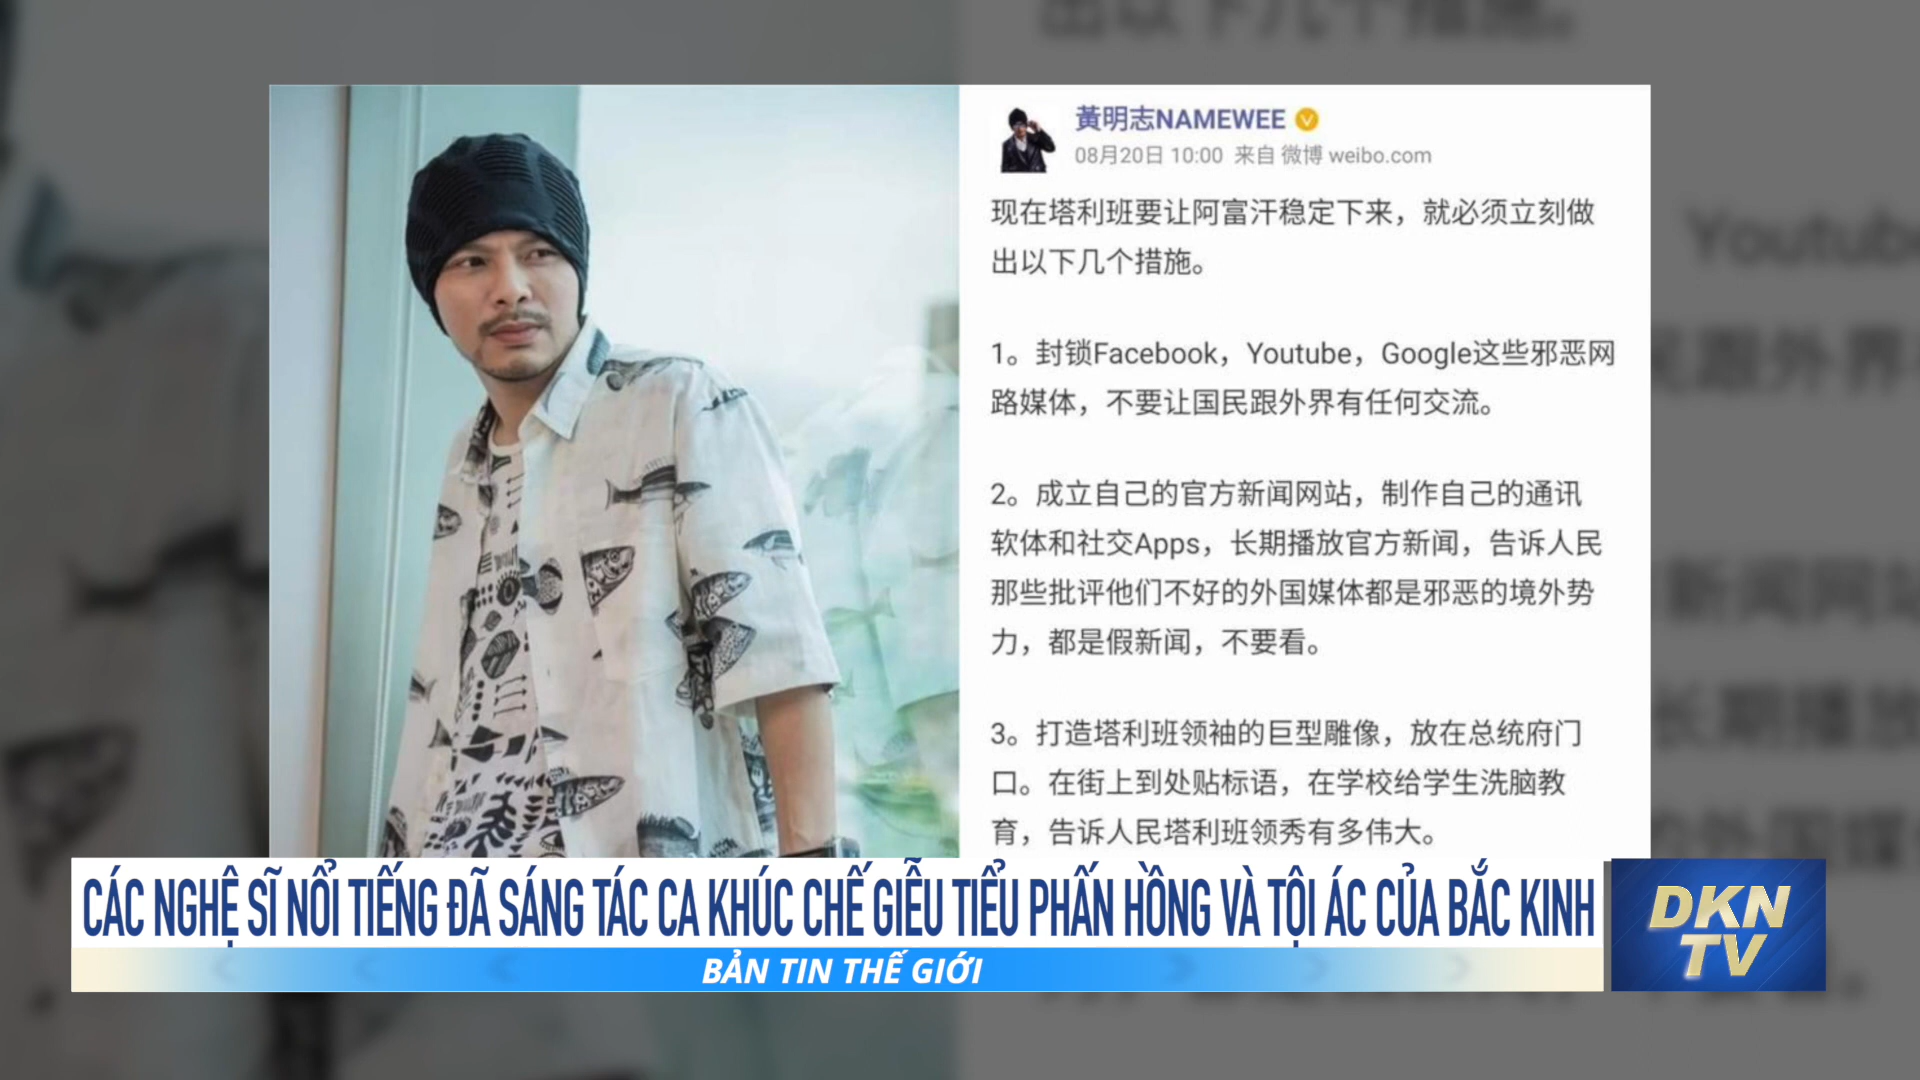 黃明志NAMEWEE
08月20日 10:00 来自 微博 weibo.com
现在塔利班要让阿富汗稳定下来，就必须立刻做
出以下几个措施。
1。封锁Facebook，Youtube，Google这些邪恶网
路媒体，不要让国民跟外界有任何交流。
2。成立自己的官方新闻网站，制作自己的通讯
软体和社交Apps，长期播放官方新闻，告诉人民
那些批评他们不好的外国媒体都是邪恶的境外势
力，都是假新闻，不要看。
3。打造塔利班领袖的巨型雕像，放在总统府门
口。在街上到处贴标语，在学校给学生洗脑教
育，告诉人民塔利班领秀有多伟大。
CÁC NGHỆ SĨ NỔI TIẾNG ĐÃ SÁNG TÁC CA KHÚC CHẾ GIỄU TIỂU PHẤN HỒNG VÀ TỘI ÁC CỦA BẮC KINH
BẢN TIN THẾ GIỚI
DKN
TV